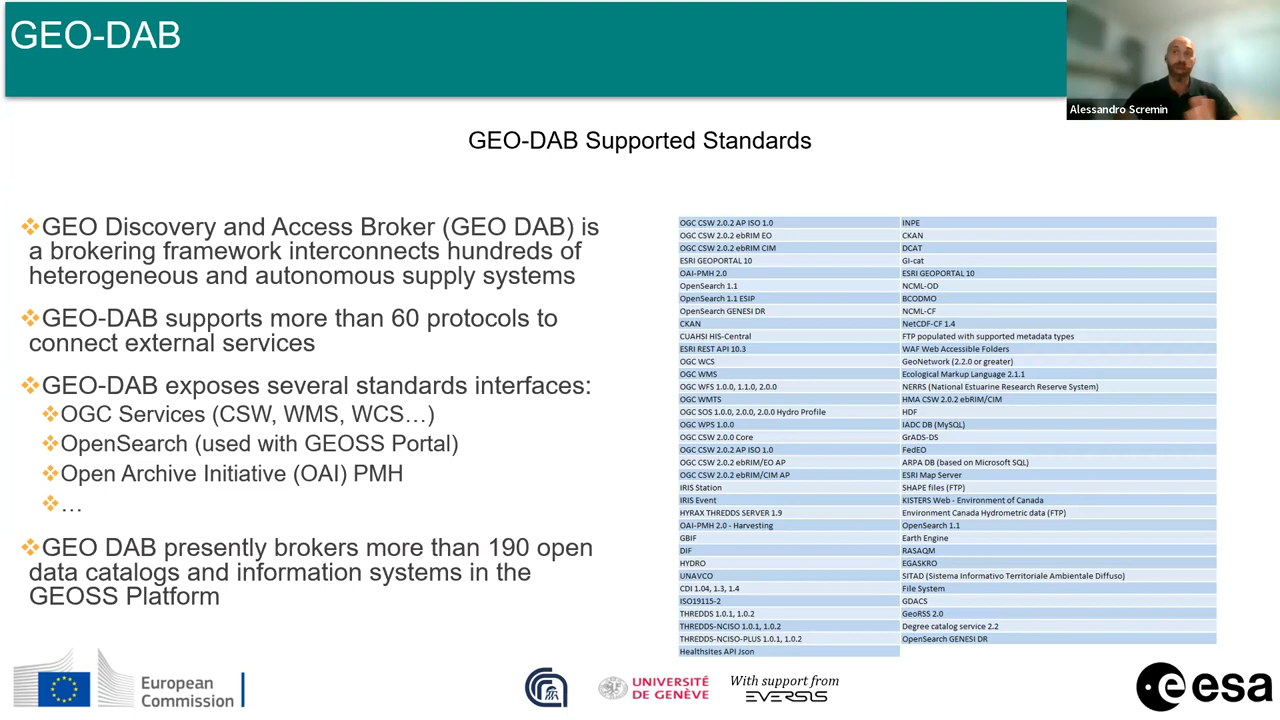 GEO-DAB
Alessandro Scremin
GEO-DAB Supported Standards
❖GEO Discovery and Access Broker (GEO DAB) is
a brokering framework interconnects hundreds of
heterogeneous and autonomous supply systems
❖GEO-DAB supports more than 60 protocols to
connect external services
❖GEO-DAB exposes several standards interfaces:
❖OGC Services (CSW, WMS, WCS…)
❖OpenSearch (used with GEOSS Portal)
❖Open Archive Initiative (OAI) PMH
❖…
❖GEO DAB presently brokers more than 190 open
data catalogs and information systems in the
GEOSS Platform
OGC CSW 2.0.2 AP ISO 1.0 INPE
OGC CSW 2.0.2 ebRIM EO CKAN
OGC CSW 2.0.2 ebRIM CIM DCAT
ESRI GEOPORTAL 10 GI-cat
OAI-PMH 2.0 ESRI GEOPORTAL 10
OpenSearch 1.1 NCML-OD
OpenSearch 1.1 ESIP BCODMO
OpenSearch GENESI DR NCML-CF
CKAN NetCDF-CF 1.4
CUAHSI HIS-Central FTP populated with supported metadata types
ESRI REST API 10.3 WAF Web Accessible Folders
OGC WCS GeoNetwork (2.2.0 or greater)
OGC WMS Ecological Markup Language 2.1.1
OGC WFS 1.0.0, 1.1.0, 2.0.0 NERRS (National Estuarine Research Reserve System)
OGC WMTS HMA CSW 2.0.2 ebRIM/CIM
OGC SOS 1.0.0, 2.0.0, 2.0.0 Hydro Profile HDF
OGC WPS 1.0.0 IADC DB (MySQL)
OGC CSW 2.0.0 Core GrADS-DS
OGC CSW 2.0.2 AP ISO 1.0 FedEO
OGC CSW 2.0.2 ebRIM/EO AP ARPA DB (based on Microsoft SQL)
OGC CSW 2.0.2 ebRIM/CIM AP ESRI Map Server
IRIS Station SHAPE files (FTP)
IRIS Event KISTERS Web - Environment of Canada
HYRAX THREDDS SERVER 1.9 Environment Canada Hydrometric data (FTP)
OAI-PMH 2.0 - Harvesting OpenSearch 1.1
GBIF Earth Engine
DIF RASAQM
HYDRO EGASKRO
UNAVCO SITAD (Sistema Informativo Territoriale Ambientale Diffuso)
CDI 1.04, 1.3, 1.4 File System
ISO19115-2 GDACS
THREDDS 1.0.1, 1.0.2 GeoRSS 2.0
THREDDS-NCISO 1.0.1, 1.0.2 Degree catalog service 2.2
THREDDS-NCISO-PLUS 1.0.1, 1.0.2 OpenSearch GENESI DR
Healthsites API Json
European
Commission
UNIVERSITÉ
DE GENÈVE
With support from
EVERSIS
esa